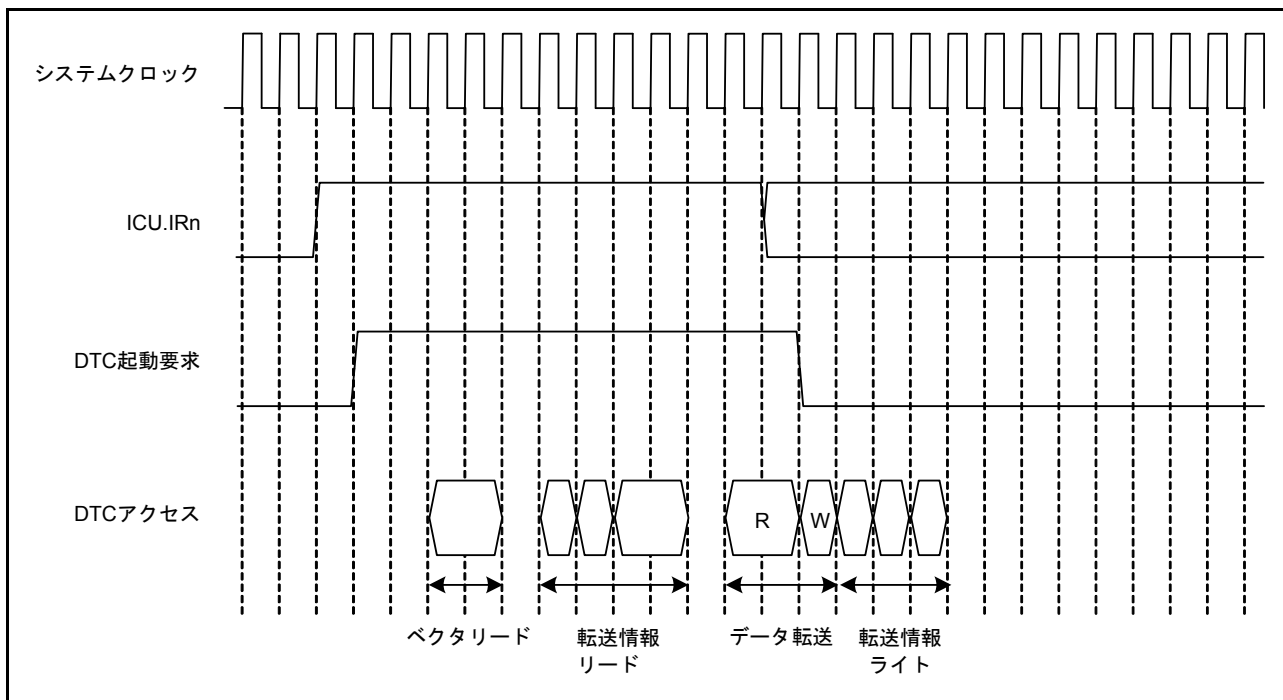 システムクロック
ICU.IRn
DTC起動要求
DTCアクセス
R
W
ベクタリード
転送情報
リード
データ転送
転送情報
ライト